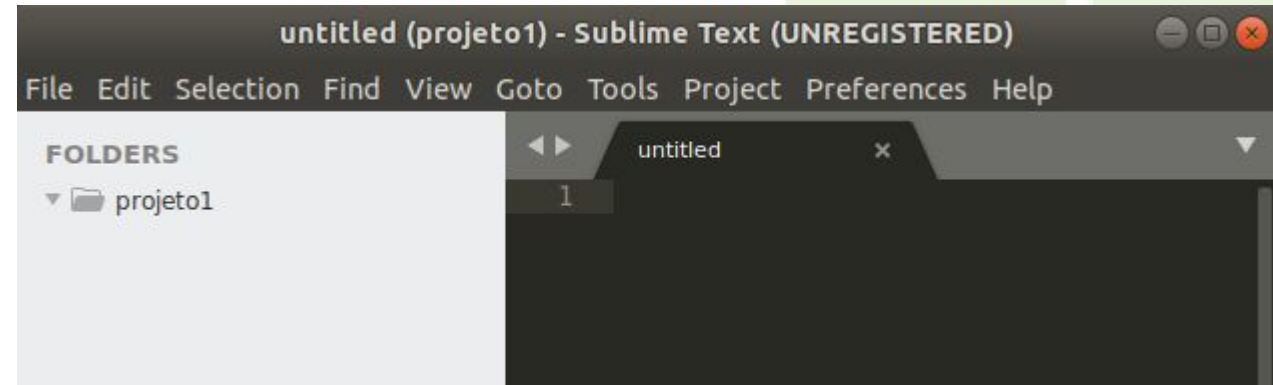 untitled (projeto1) - Sublime Text (UNREGISTERED)
File Edit Selection Find View Goto Tools Project Preferences Help
FOLDERS
projeto1
untitled
1